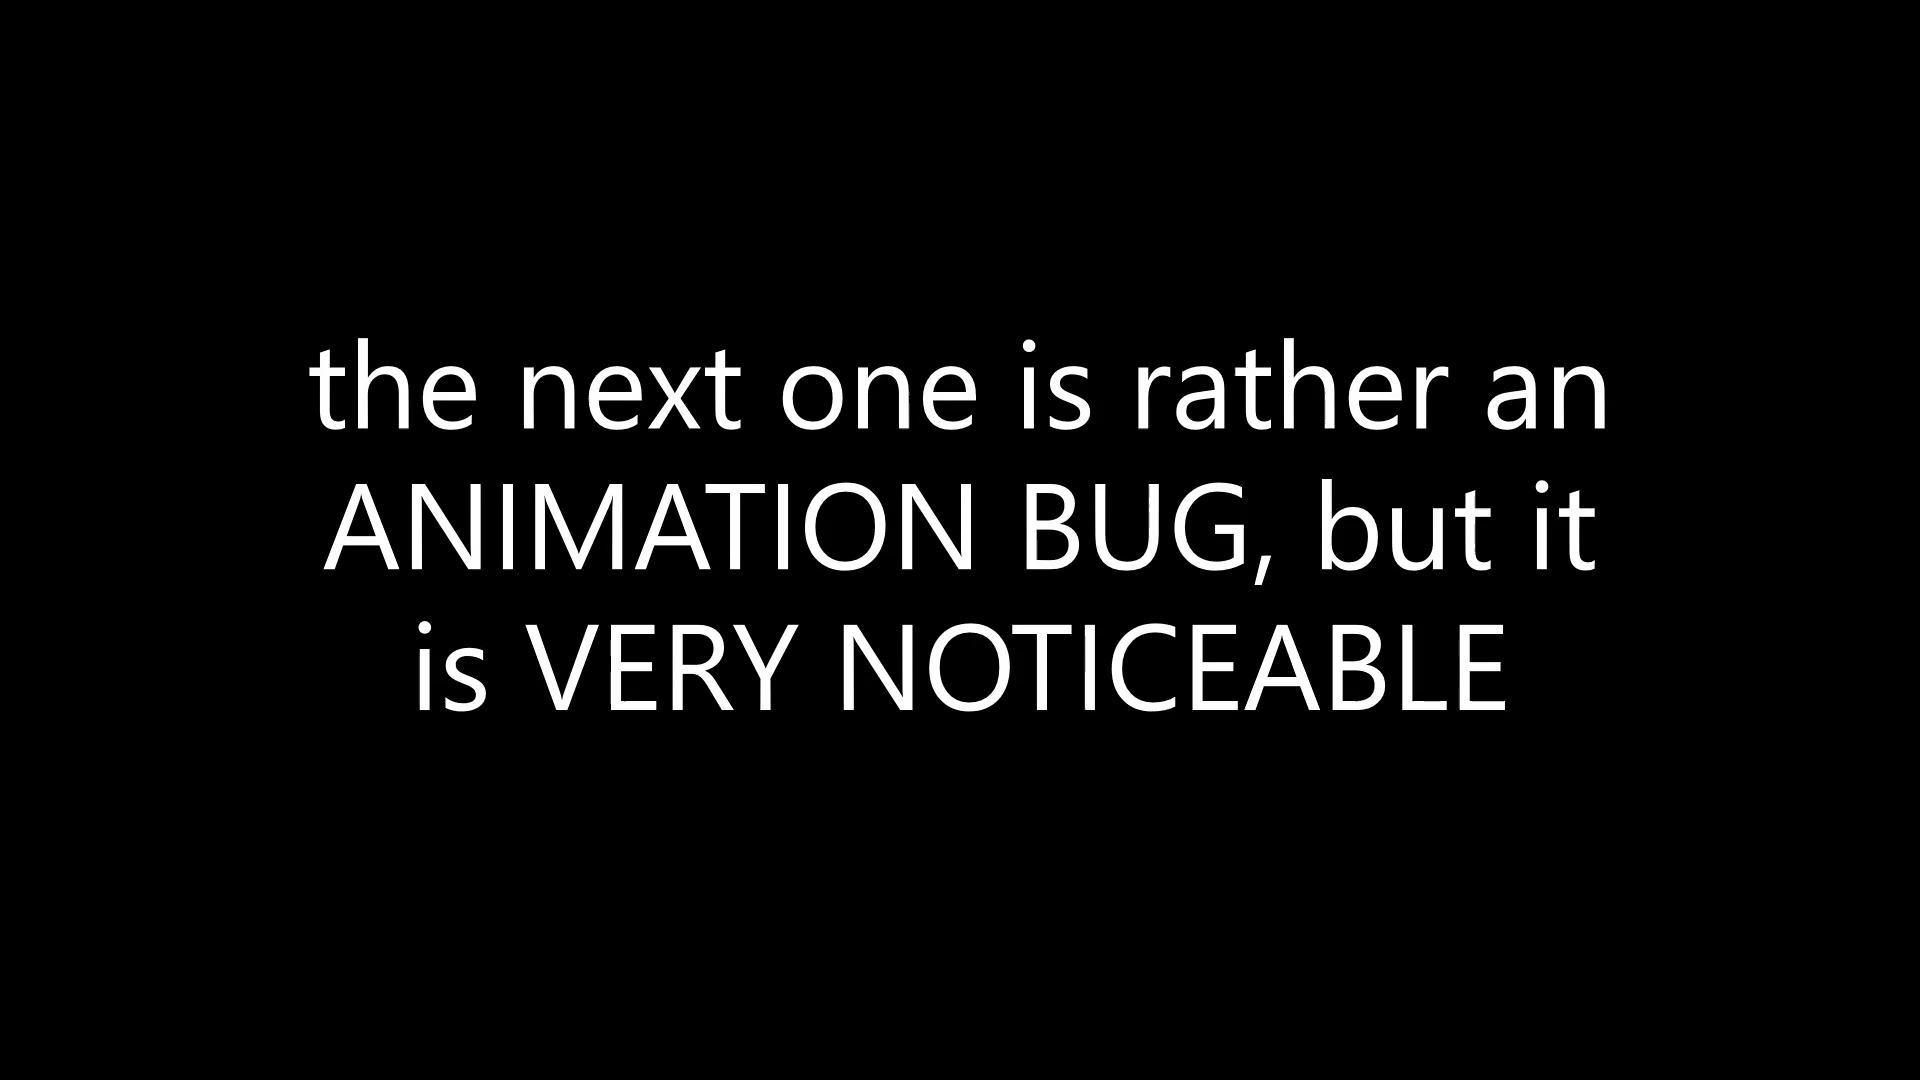 the next one is rather an
ANIMATION BUG, but it
is VERY NOTICEABLE